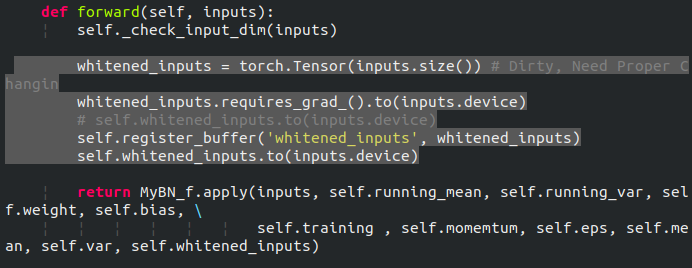 def forward(self, inputs):
self._check_input_dim(inputs)
whitened_inputs = torch.Tensor(inputs.size()) # Dirty, Need Proper C
hangin
whitened_inputs.requires_grad_().to(inputs.device)
# self.whitened_inputs.to(inputs.device)
self.register_buffer('whitened_inputs', whitened_inputs)
self.whitened_inputs.to(inputs.device)
return MyBN_f.apply(inputs, self.running_mean, self.running_var, sel
f.weight, self.bias, \
self.training , self.momemtum, self.eps, self.me
an, self.var, self.whitened_inputs)